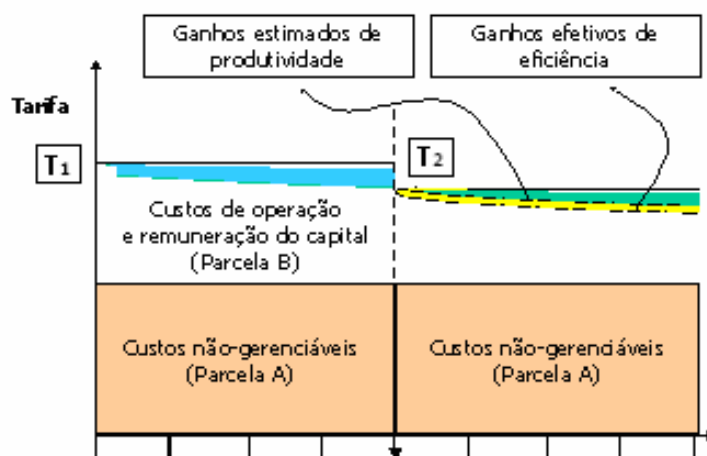 Ganhos estimados de
produtividade
Ganhos efetivos de
eficiência
Tarifa
T1
T2
Custos de operação
e remuneração do capital
(Parcela B)
Custos não-gerenciáveis
(Parcela A)
Custos não-gerenciáveis
(Parcela A)